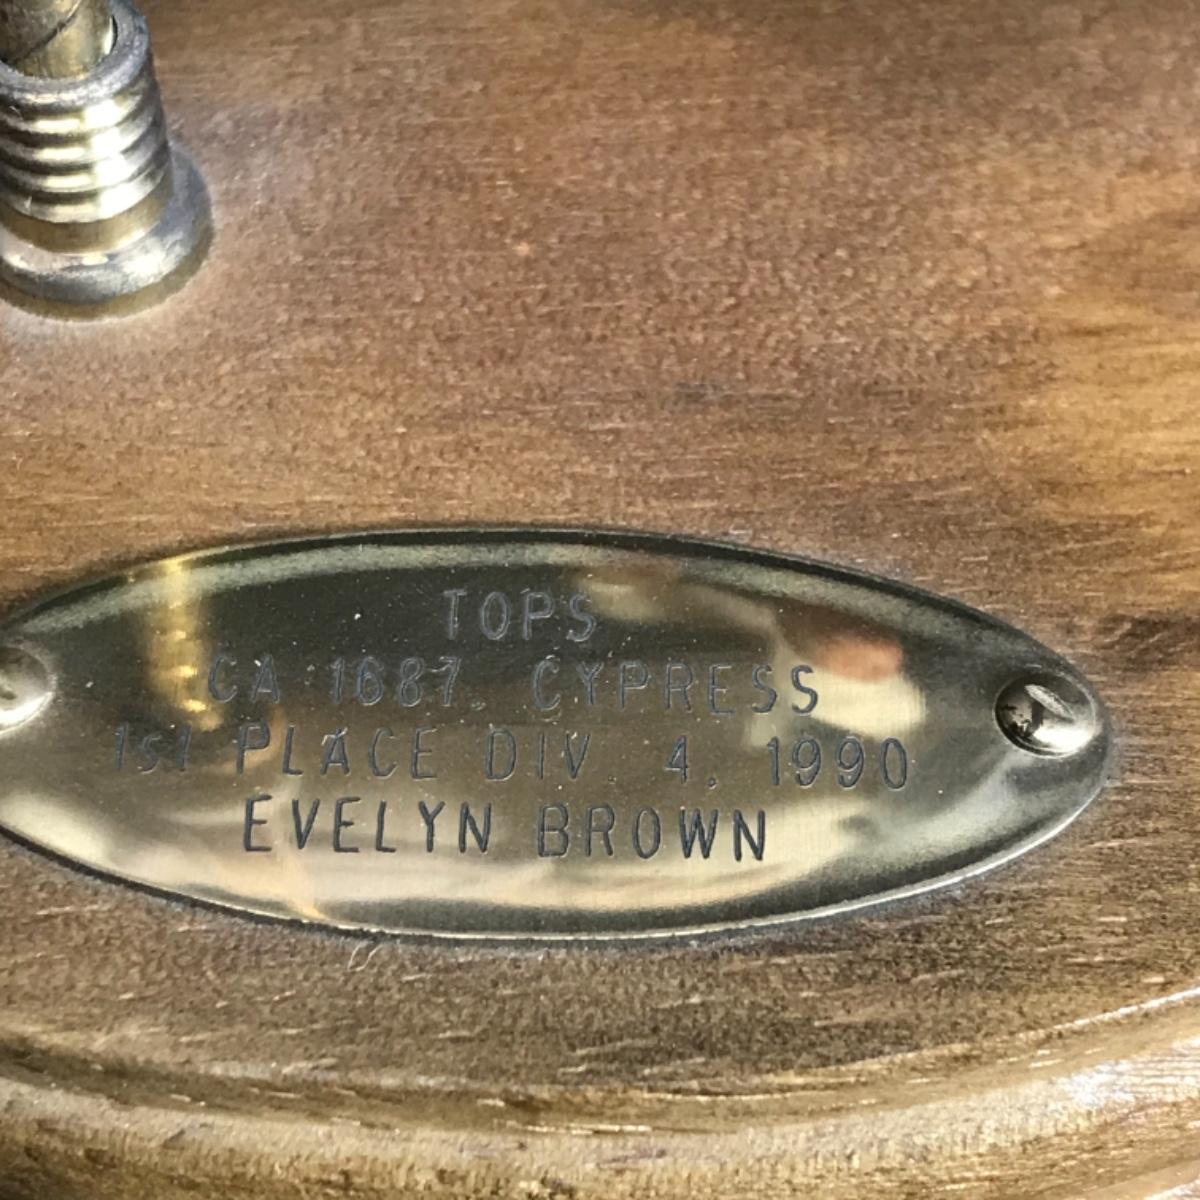 TOPS
CA 1687, CYPRESS
1st PLACE DIV. 4, 1990
EVELYN BROWN